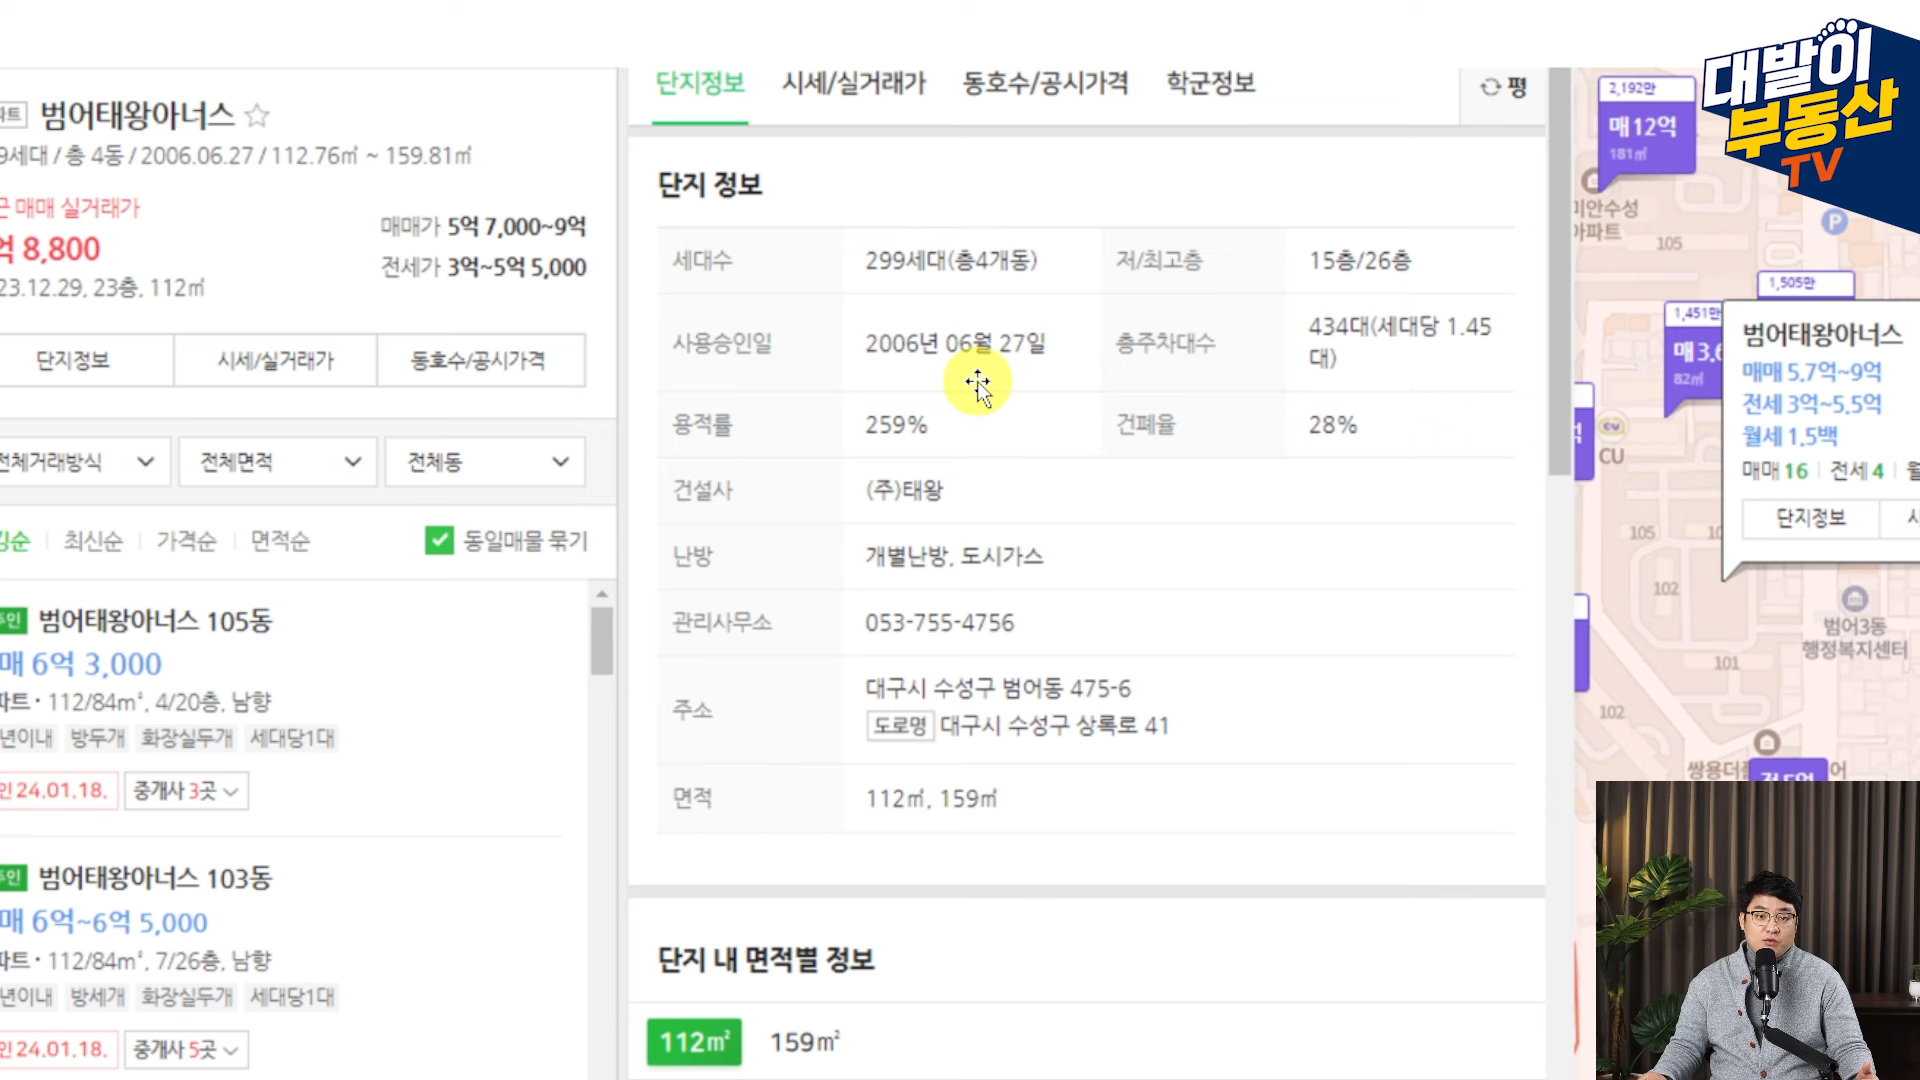 범어태왕아너스
9세대 / 총 4동 / 2006.06.27 / 112.76㎡ ~ 159.81㎡
매매 실거래가
8,800
매매가 5억 7,000~9억
전세가 3억~5억 5,000
23.12.29, 23층, 112㎡
단지정보
시세/실거래가
동호수/공시가격
전체거래방식
전체면적
전체동
최신순
가격순
면적순
동일매물 묶기
범어태왕아너스 105동
매 6억 3,000
112/84㎡, 4/20층, 남향
방두개 화장실두개 세대당1대
24.01.18.
중개사 3곳
범어태왕아너스 103동
매 6억~6억 5,000
112/84㎡, 7/26층, 남향
방세개 화장실두개 세대당1대
24.01.18.
중개사 5곳
단지정보
시세/실거래가
동호수/공시가격
학군정보
평
단지 정보
세대수 299세대(총4개동) 저/최고층 15층/26층
사용승인일 2006년 06월 27일 총주차대수 434대(세대당 1.45
대)
용적률 259% 건폐율 28%
건설사 (주)태왕
난방 개별난방, 도시가스
관리사무소 053-755-4756
주소 대구시 수성구 범어동 475-6
도로명 대구시 수성구 상록로 41
면적 112㎡, 159㎡
단지 내 면적별 정보
112㎡
159㎡
2,192만
매 12억
181㎡
대발이
부동산
TV
미안수성
아파트
105
P
1,505만
1,451만
매 3.6
82㎡
범어태왕아너스
매매 5.7억~9억
전세 3억~5.5억
월세 1.5백
매매 16
전세 4
월
단지정보
CU
105
102
범어3동
행정복지센터
101
102
쌍용더
어